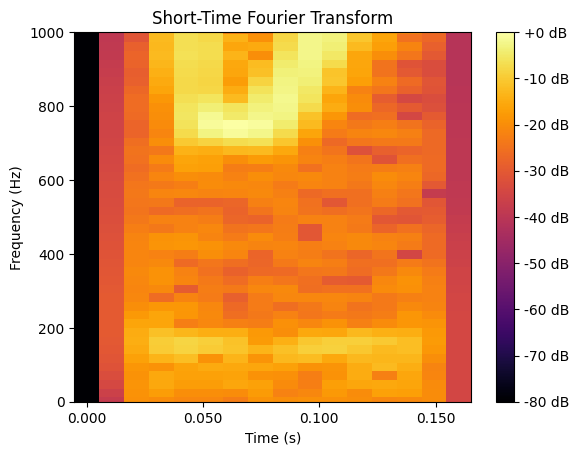 Short-Time Fourier Transform
1000
800
600
400
200
0
Frequency (Hz)
0.000
0.050
0.100
0.150
Time (s)
+0 dB
-10 dB
-20 dB
-30 dB
-40 dB
-50 dB
-60 dB
-70 dB
-80 dB